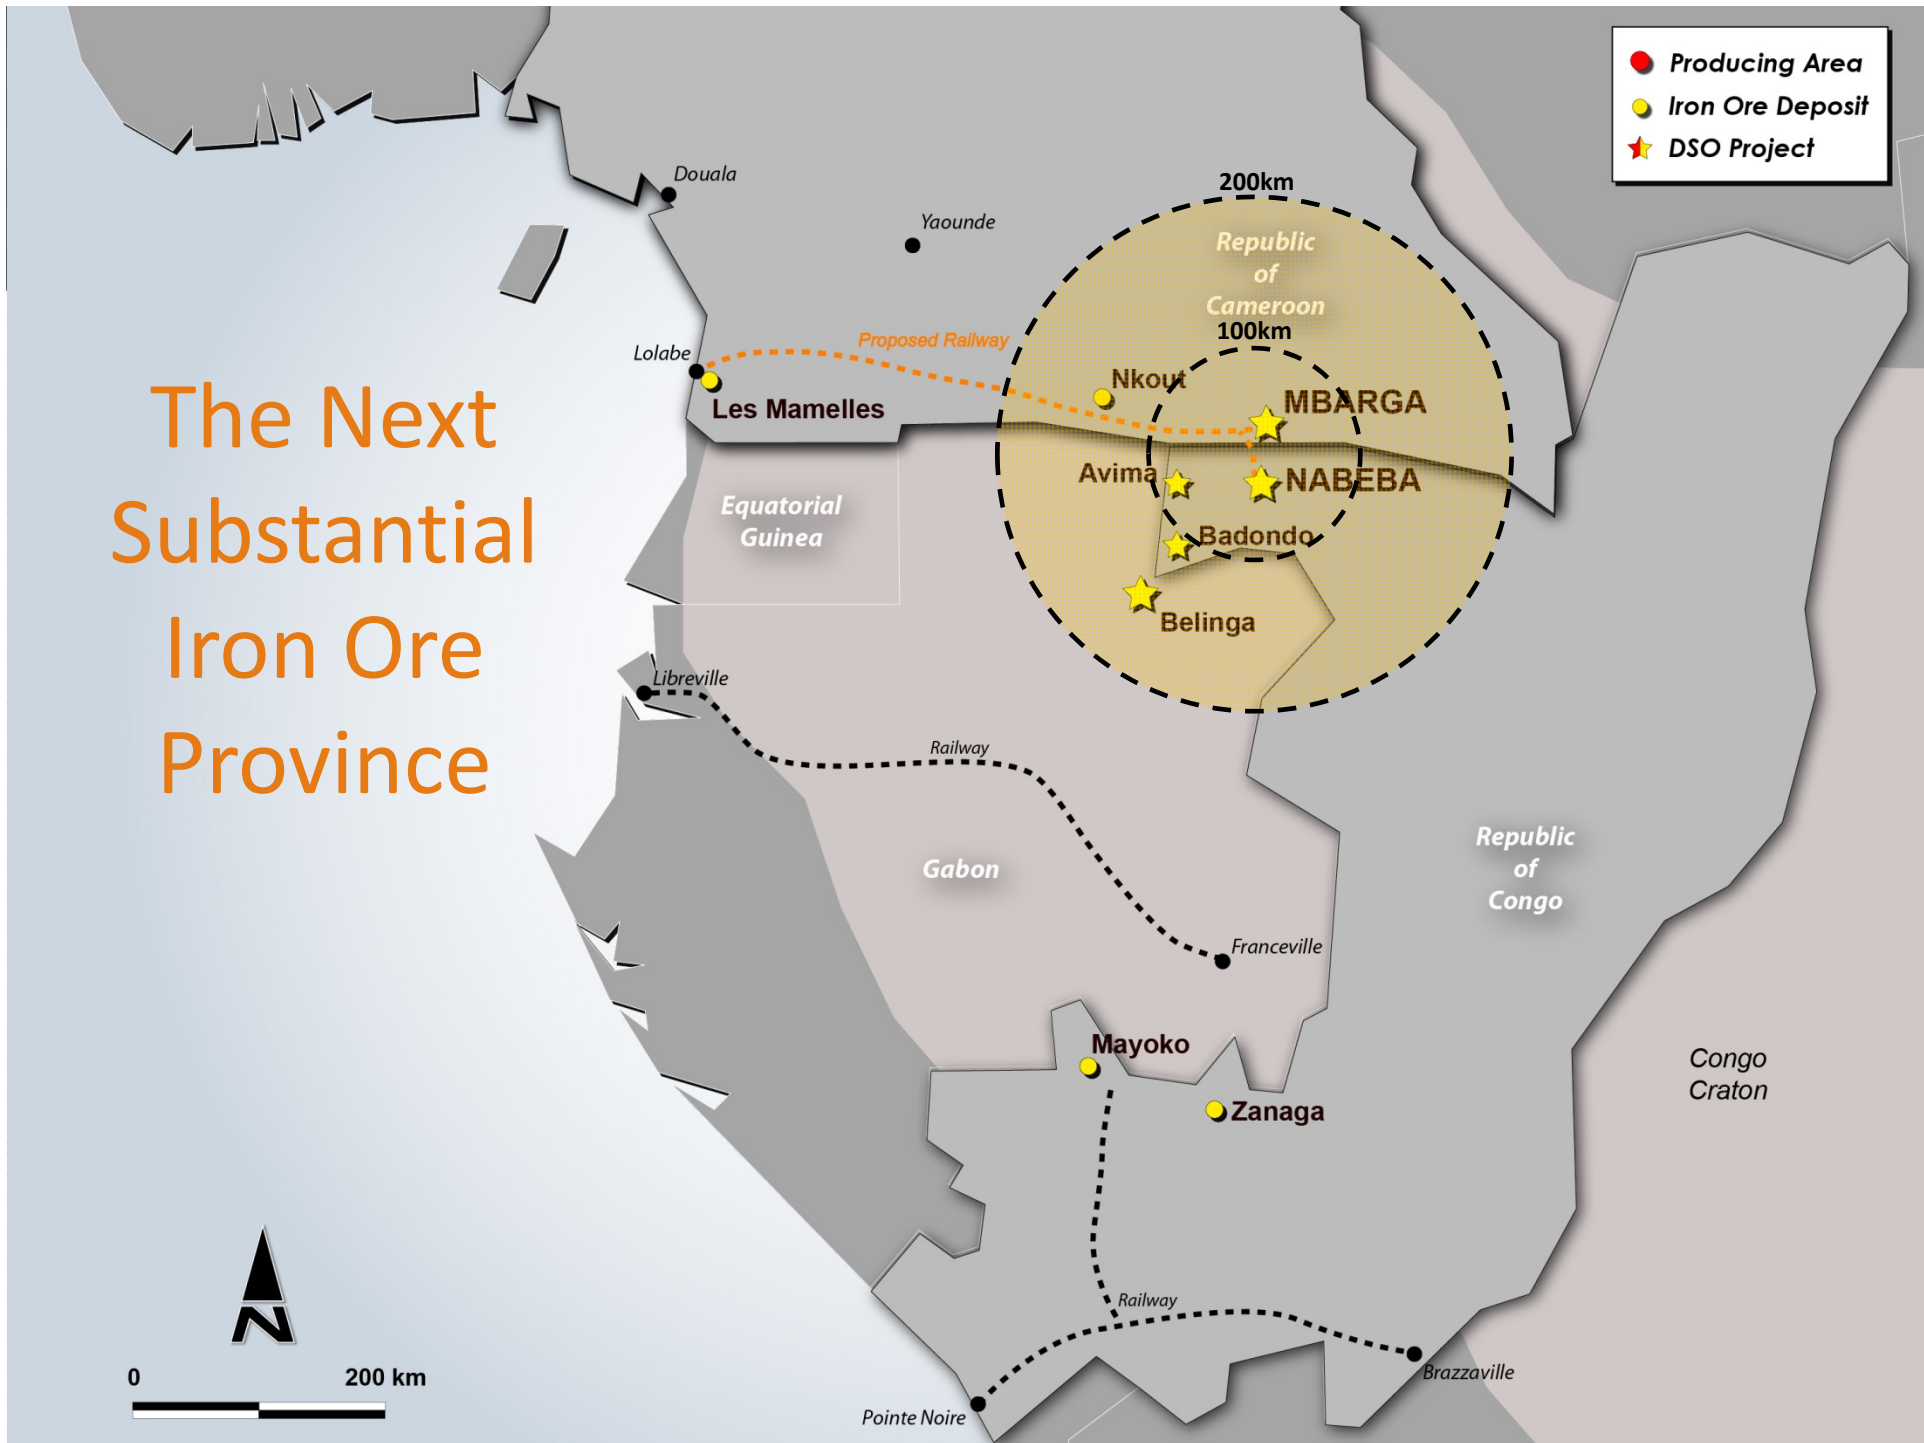 The Next
Substantial
Iron Ore
Province
Producing Area
Iron Ore Deposit
DSO Project
Douala
Yaounde
200km
Republic
of
Cameroon
100km
Proposed Railway
Lolabe
Les Mamelles
Nkout
MBARGA
Avima
NABEBA
Equatorial
Guinea
Badondo
Belinga
Libreville
Railway
Gabon
Republic
of
Congo
Franceville
Mayoko
Zanaga
Congo
Craton
Railway
Brazzaville
Pointe Noire
N
0 200 km